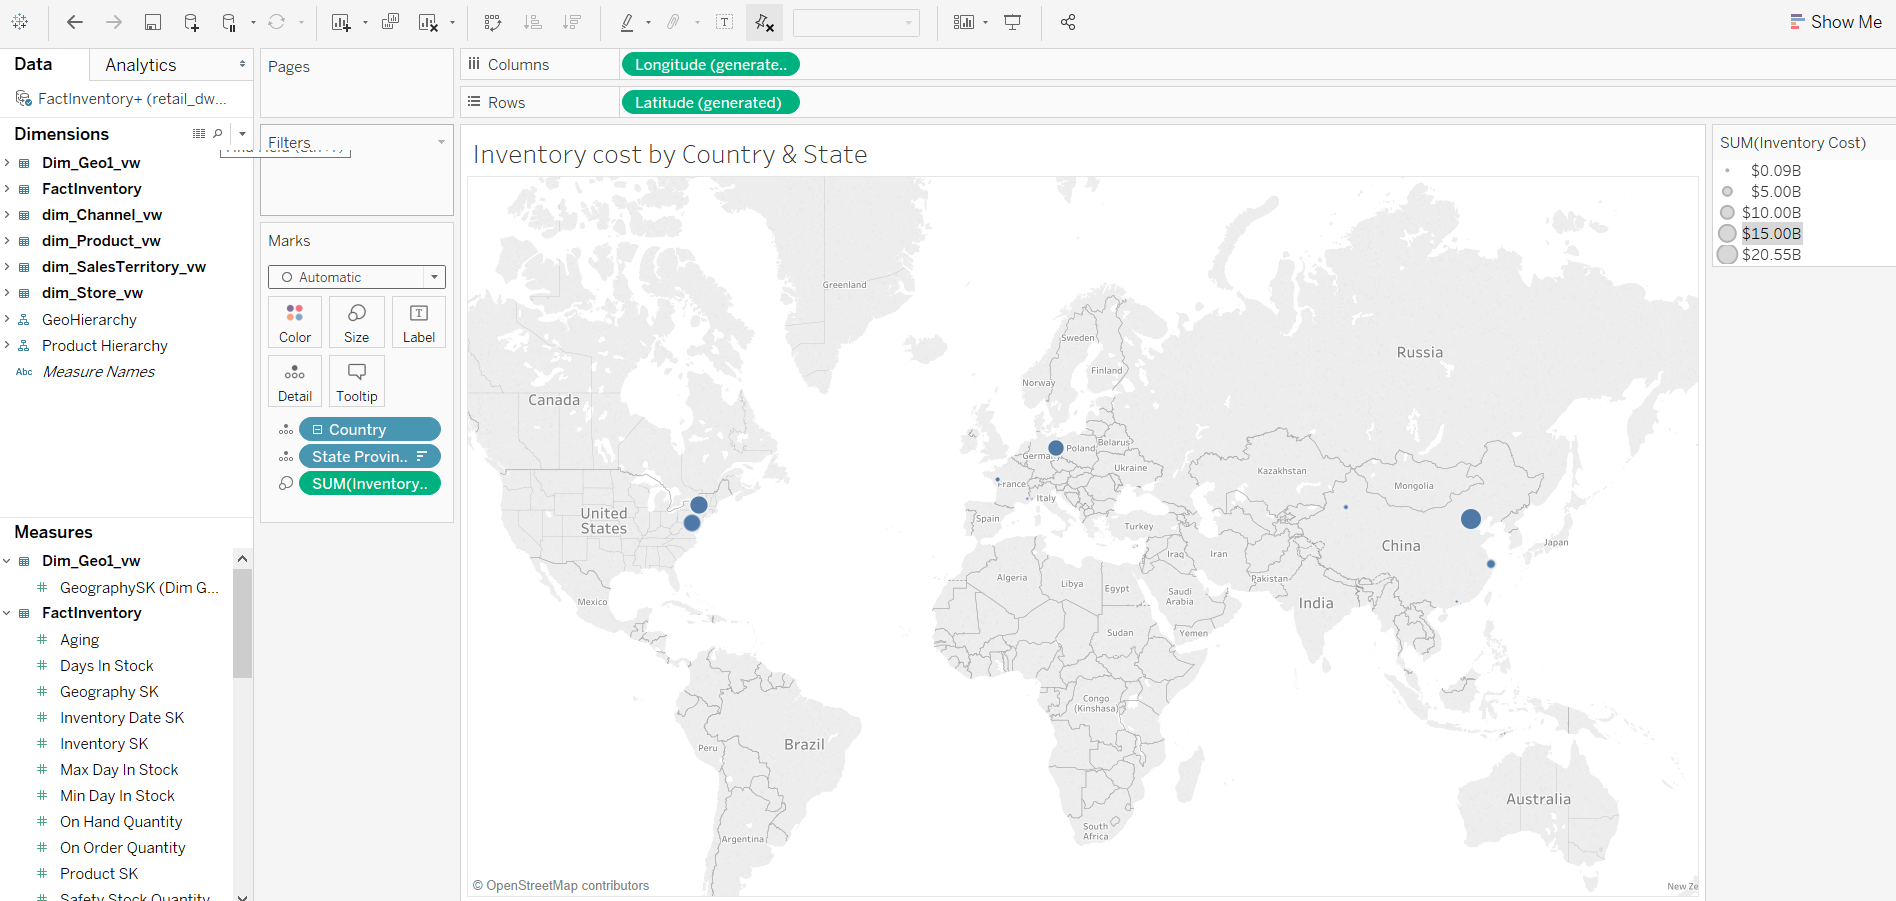 Show Me
Data
Analytics
FactInventory+ (retail_dw...
Dimensions
Dim_Geo1_vw
FactInventory
dim_Channel_vw
dim_Product_vw
dim_SalesTerritory_vw
dim_Store_vw
GeoHierarchy
Product Hierarchy
Abc Measure Names
Measures
Dim_Geo1_vw
GeographySK (Dim G...
FactInventory
Aging
Days In Stock
Geography SK
Inventory Date SK
Inventory SK
Max Day In Stock
Min Day In Stock
On Hand Quantity
On Order Quantity
Product SK
Safety Stock Quantity
Pages
Filters
Marks
Automatic
Color
Size
T
Label
Detail
Tooltip
Country
State Provin..
SUM(Inventory..
Columns
Longitude (generate..
Rows
Latitude (generated)
Inventory cost by Country & State
Greenland
Canada
United
States
Mexico
Brazil
Peru
Argentina
Sweden
Finland
Norway
Russia
Belarus
Poland
Germany
Ukraine
France
Italy
Spain
Turkey
Kazakhstan
Mongolia
China
Japan
Iraq
Iran
Pakistan
India
Algeria
Libya
Egypt
Saudi
Arabia
Sudan
Yemen
Congo
(Kinshasa)
South
Africa
Australia
New Ze
© OpenStreetMap contributors
SUM(Inventory Cost)
$0.09B
$5.00B
$10.00B
$15.00B
$20.55B